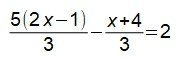 5(2x−1)/3 − x+4/3 = 2